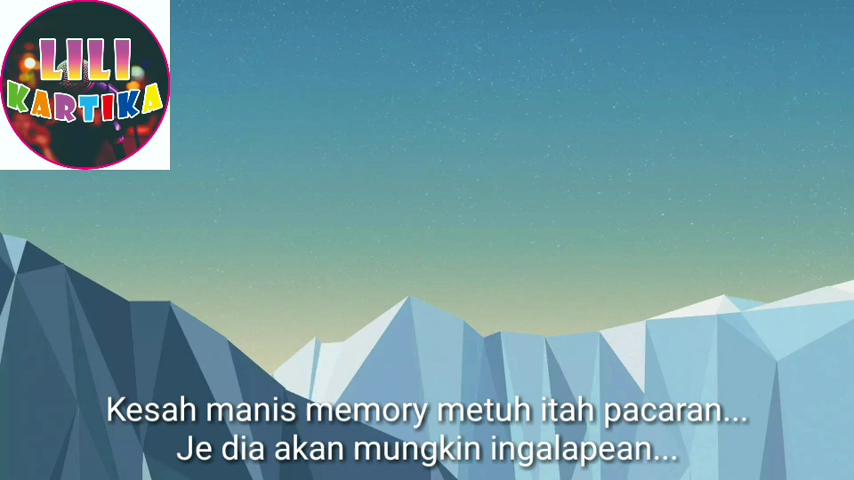 LILI
KARTIKA
Kesah manis memory metuh itah pacaran...
Je dia akan mungkin ingalapean...